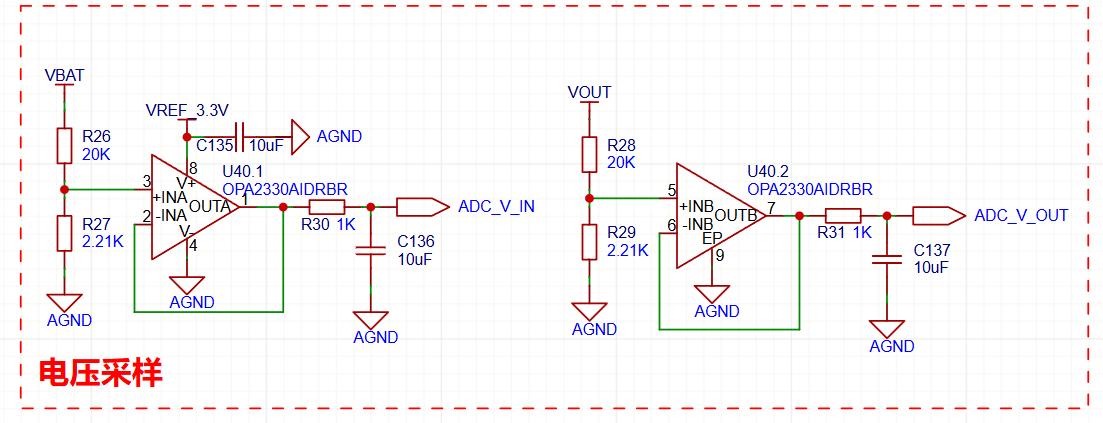 VBAT
VREF_3.3V
C135 10uF
AGND
R26
20K
3
8
V+
U40.1
OPA2330AIDRBR
+INA
OUTA
1
2
-INA
V-
4
R27
2.21K
R30 1K
ADC_V_IN
C136
10uF
AGND
AGND
AGND
VOUT
R28
20K
5
U40.2
OPA2330AIDRBR
+INB
OUTB
7
6
-INB
EP
9
R29
2.21K
R31 1K
ADC_V_OUT
C137
10uF
AGND
AGND
AGND
电压采样